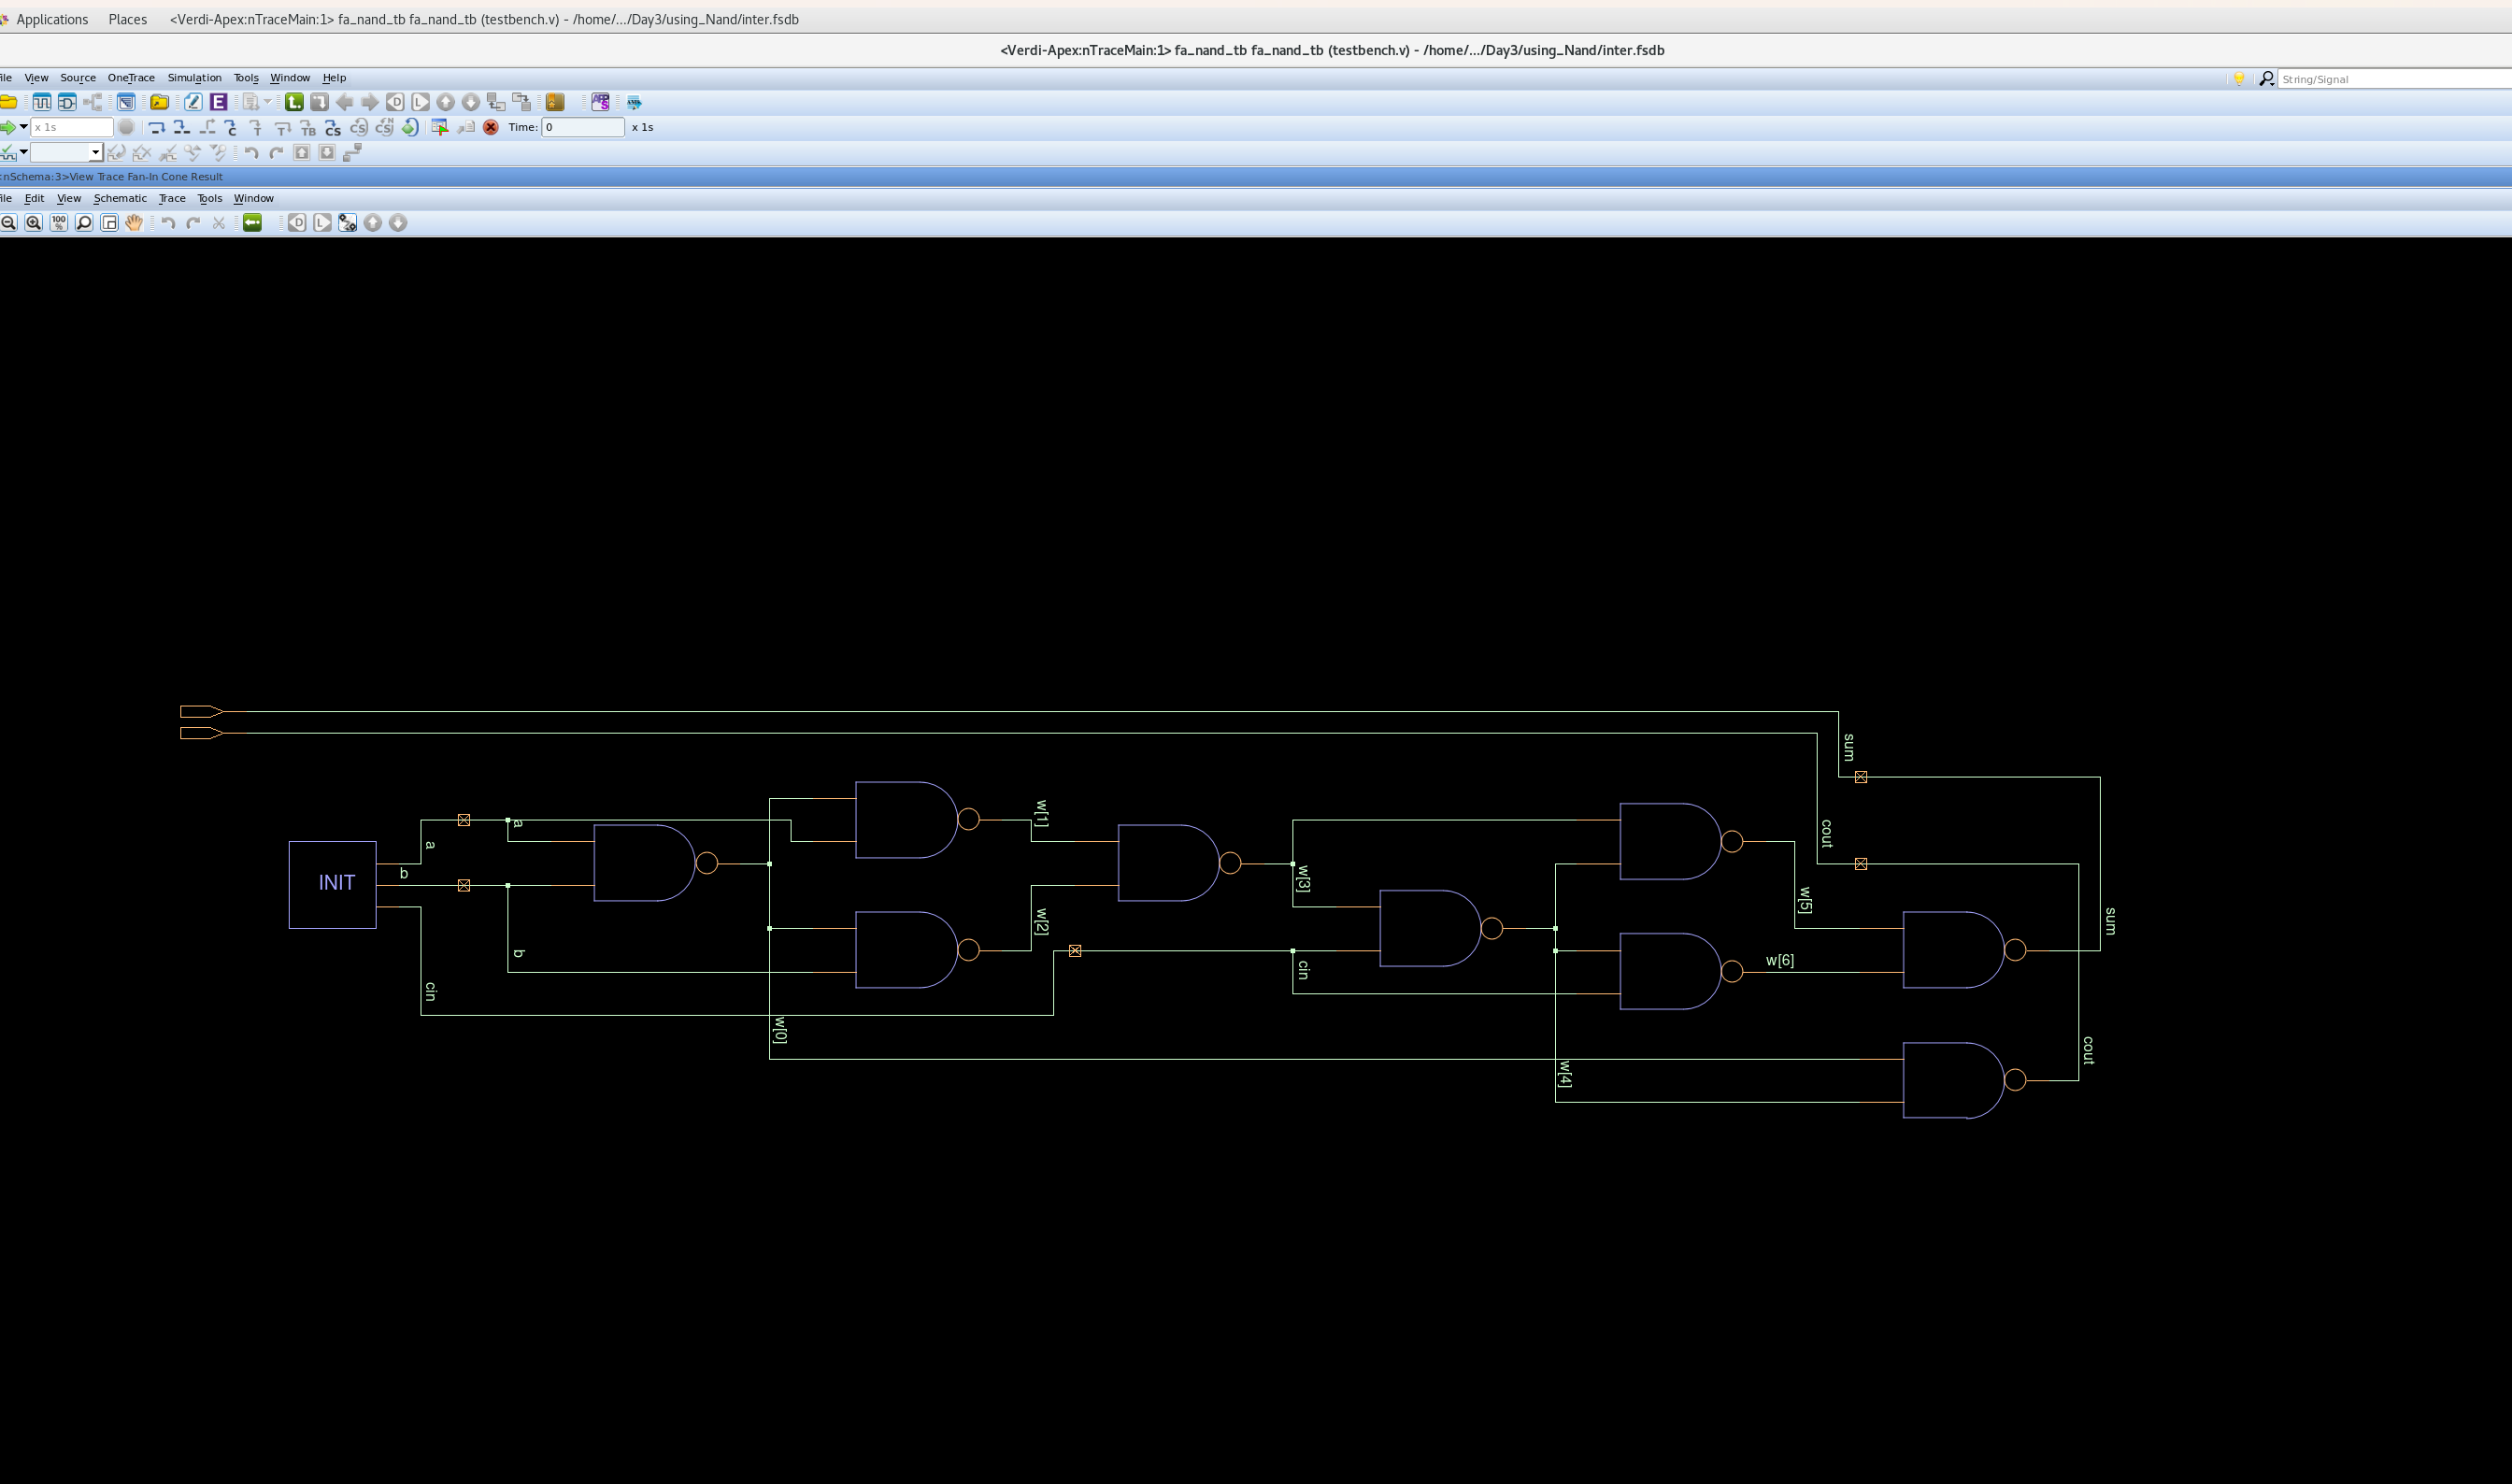 Applications Places <Verdi-Apex:nTraceMain:1> fa_nand_tb fa_nand_tb (testbench.v) - /home/.../Day3/using_Nand/inter.fsdb
<Verdi-Apex:nTraceMain:1> fa_nand_tb fa_nand_tb (testbench.v) - /home/.../Day3/using_Nand/inter.fsdb
ile View Source OneTrace Simulation Tools Window Help String/Signal
x 1s Time: 0 x 1s
<nSchema:3>View Trace Fan-In Cone Result
ile Edit View Schematic Trace Tools Window
100 %
sum
w[1]
a
cout
a
b
INIT
w[3]
w[5]
w[2]
sum
b
w[6]
cin
cin
w[0]
cout
w[4]